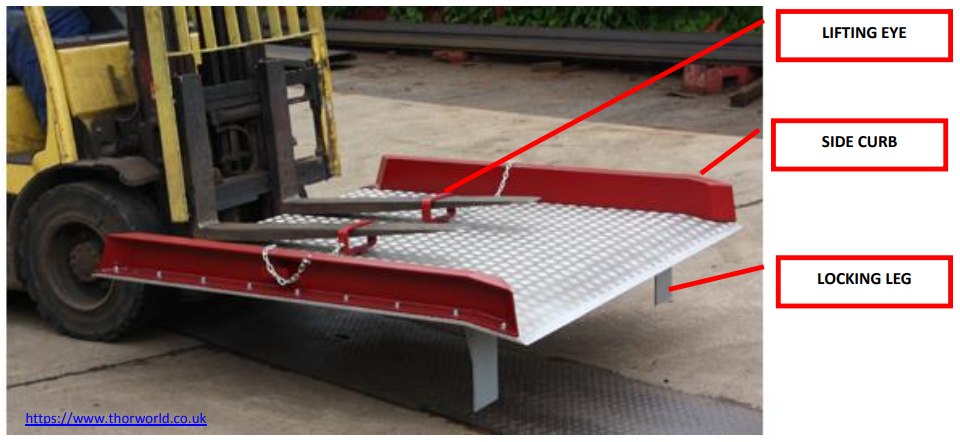 LIFTING EYE
SIDE CURB
LOCKING LEG
https://www.thorworld.co.uk